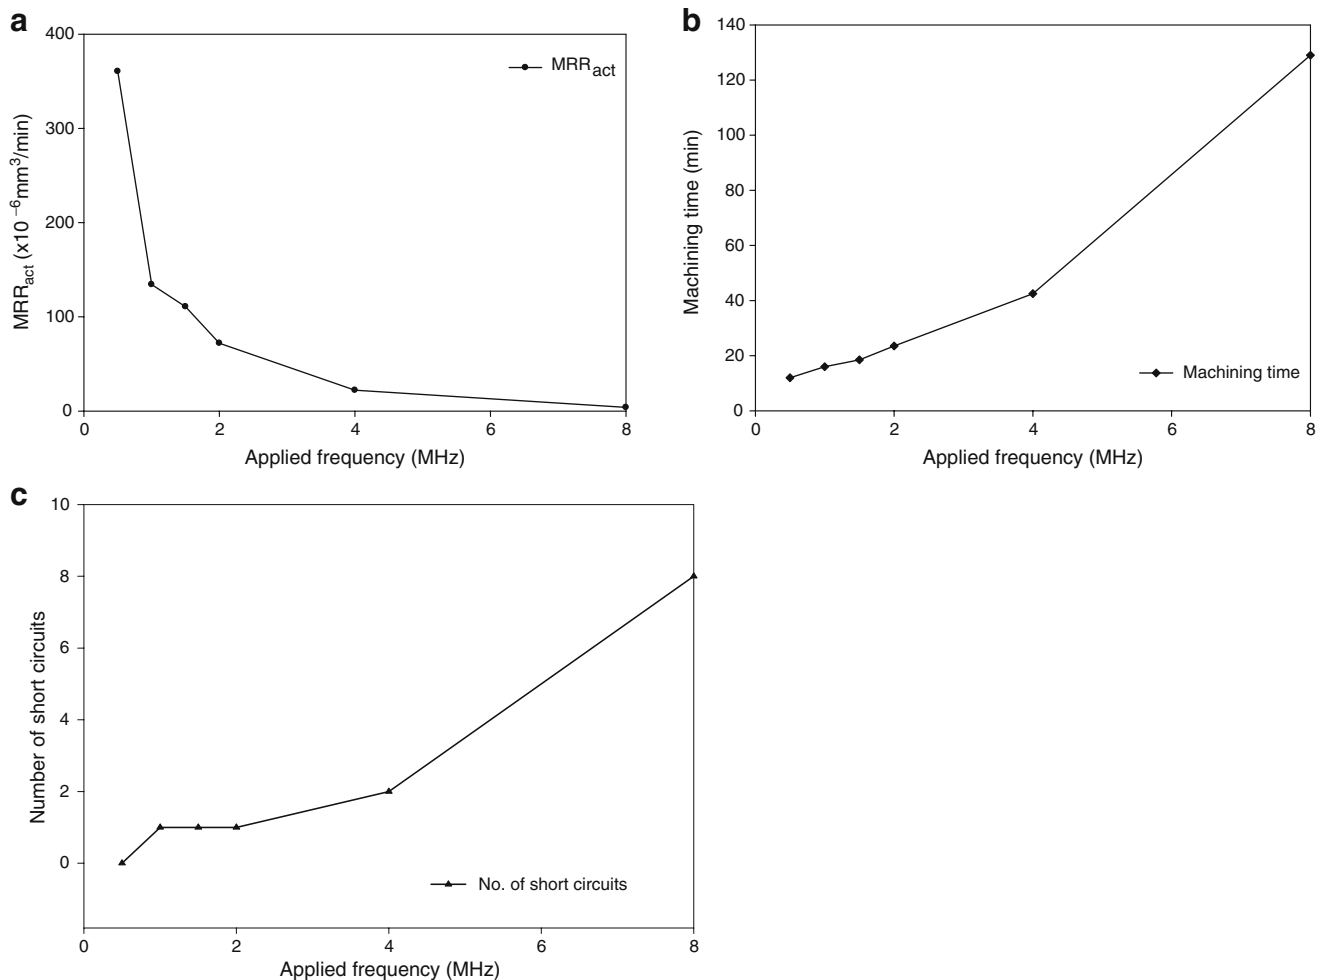 a
400
300
200
100
0
MRRact (x10 −6mm3/min)
MRRact
0 2 4 6 8
Applied frequency (MHz)
b
140
120
100
80
60
40
20
0
Machining time (min)
Machining time
0 2 4 6 8
Applied frequency (MHz)
c
10
8
6
4
2
0
Number of short circuits
No. of short circuits
0 2 4 6 8
Applied frequency (MHz)